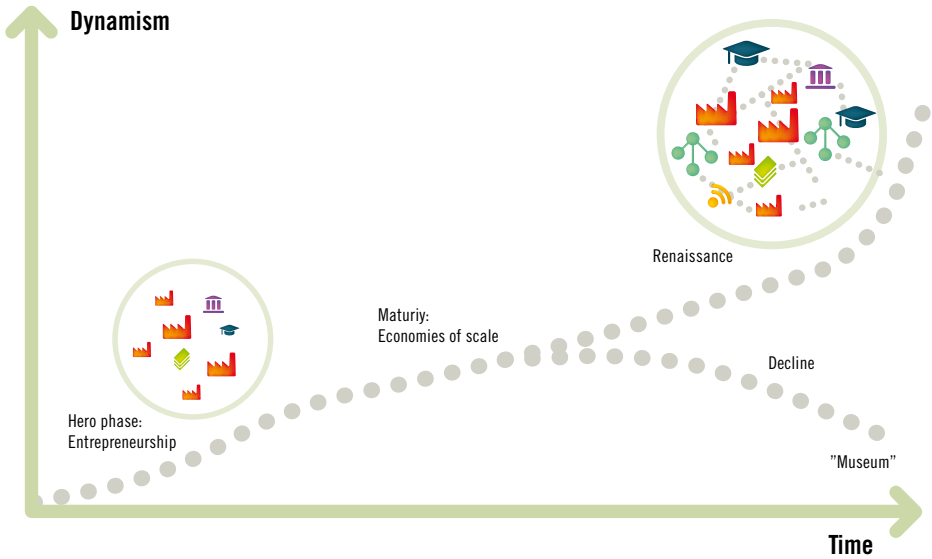 Dynamism
Renaissance
Maturiy:
Economies of scale
Decline
Hero phase:
Entrepreneurship
”Museum”
Time